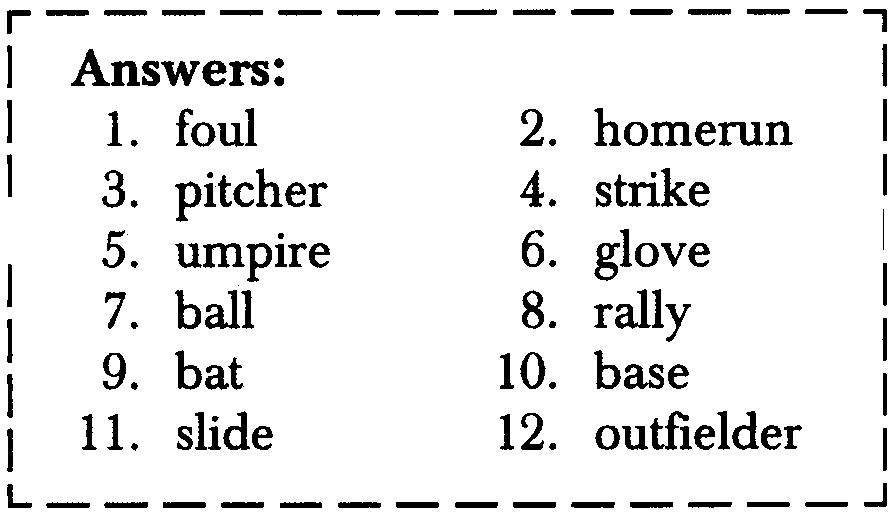 Answers:
1. foul 2. homerun
3. pitcher 4. strike
5. umpire 6. glove
7. ball 8. rally
9. bat 10. base
11. slide 12. outfielder